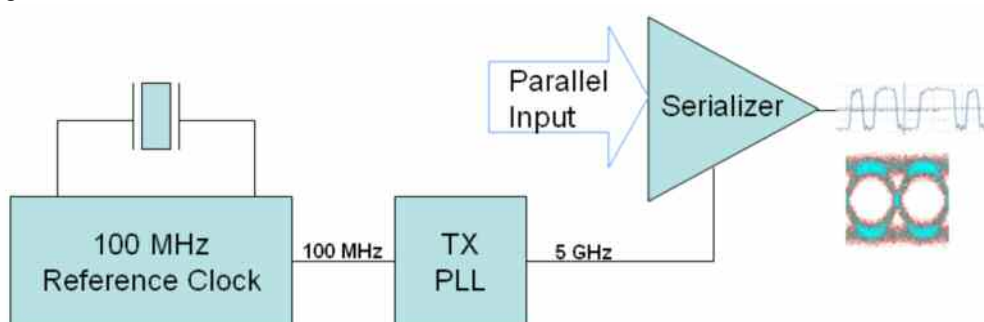 Parallel
Input
Serializer
100 MHz
Reference Clock
100 MHz
TX
PLL
5 GHz